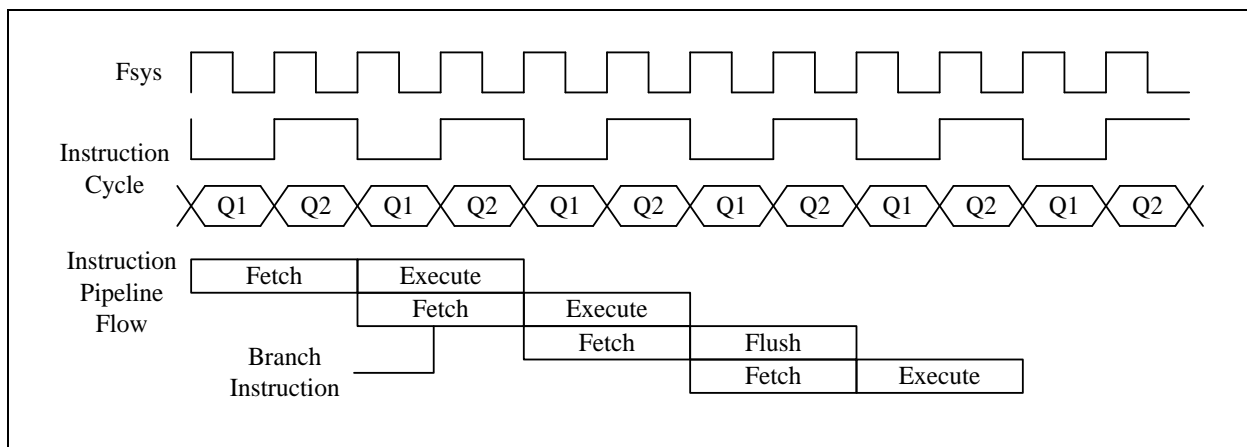 Fsys
Instruction
Cycle
Q1 Q2 Q1 Q2 Q1 Q2 Q1 Q2 Q1 Q2 Q1 Q2
Instruction
Pipeline
Flow
Fetch Execute
Fetch Execute
Branch
Instruction
Fetch Flush
Fetch Execute